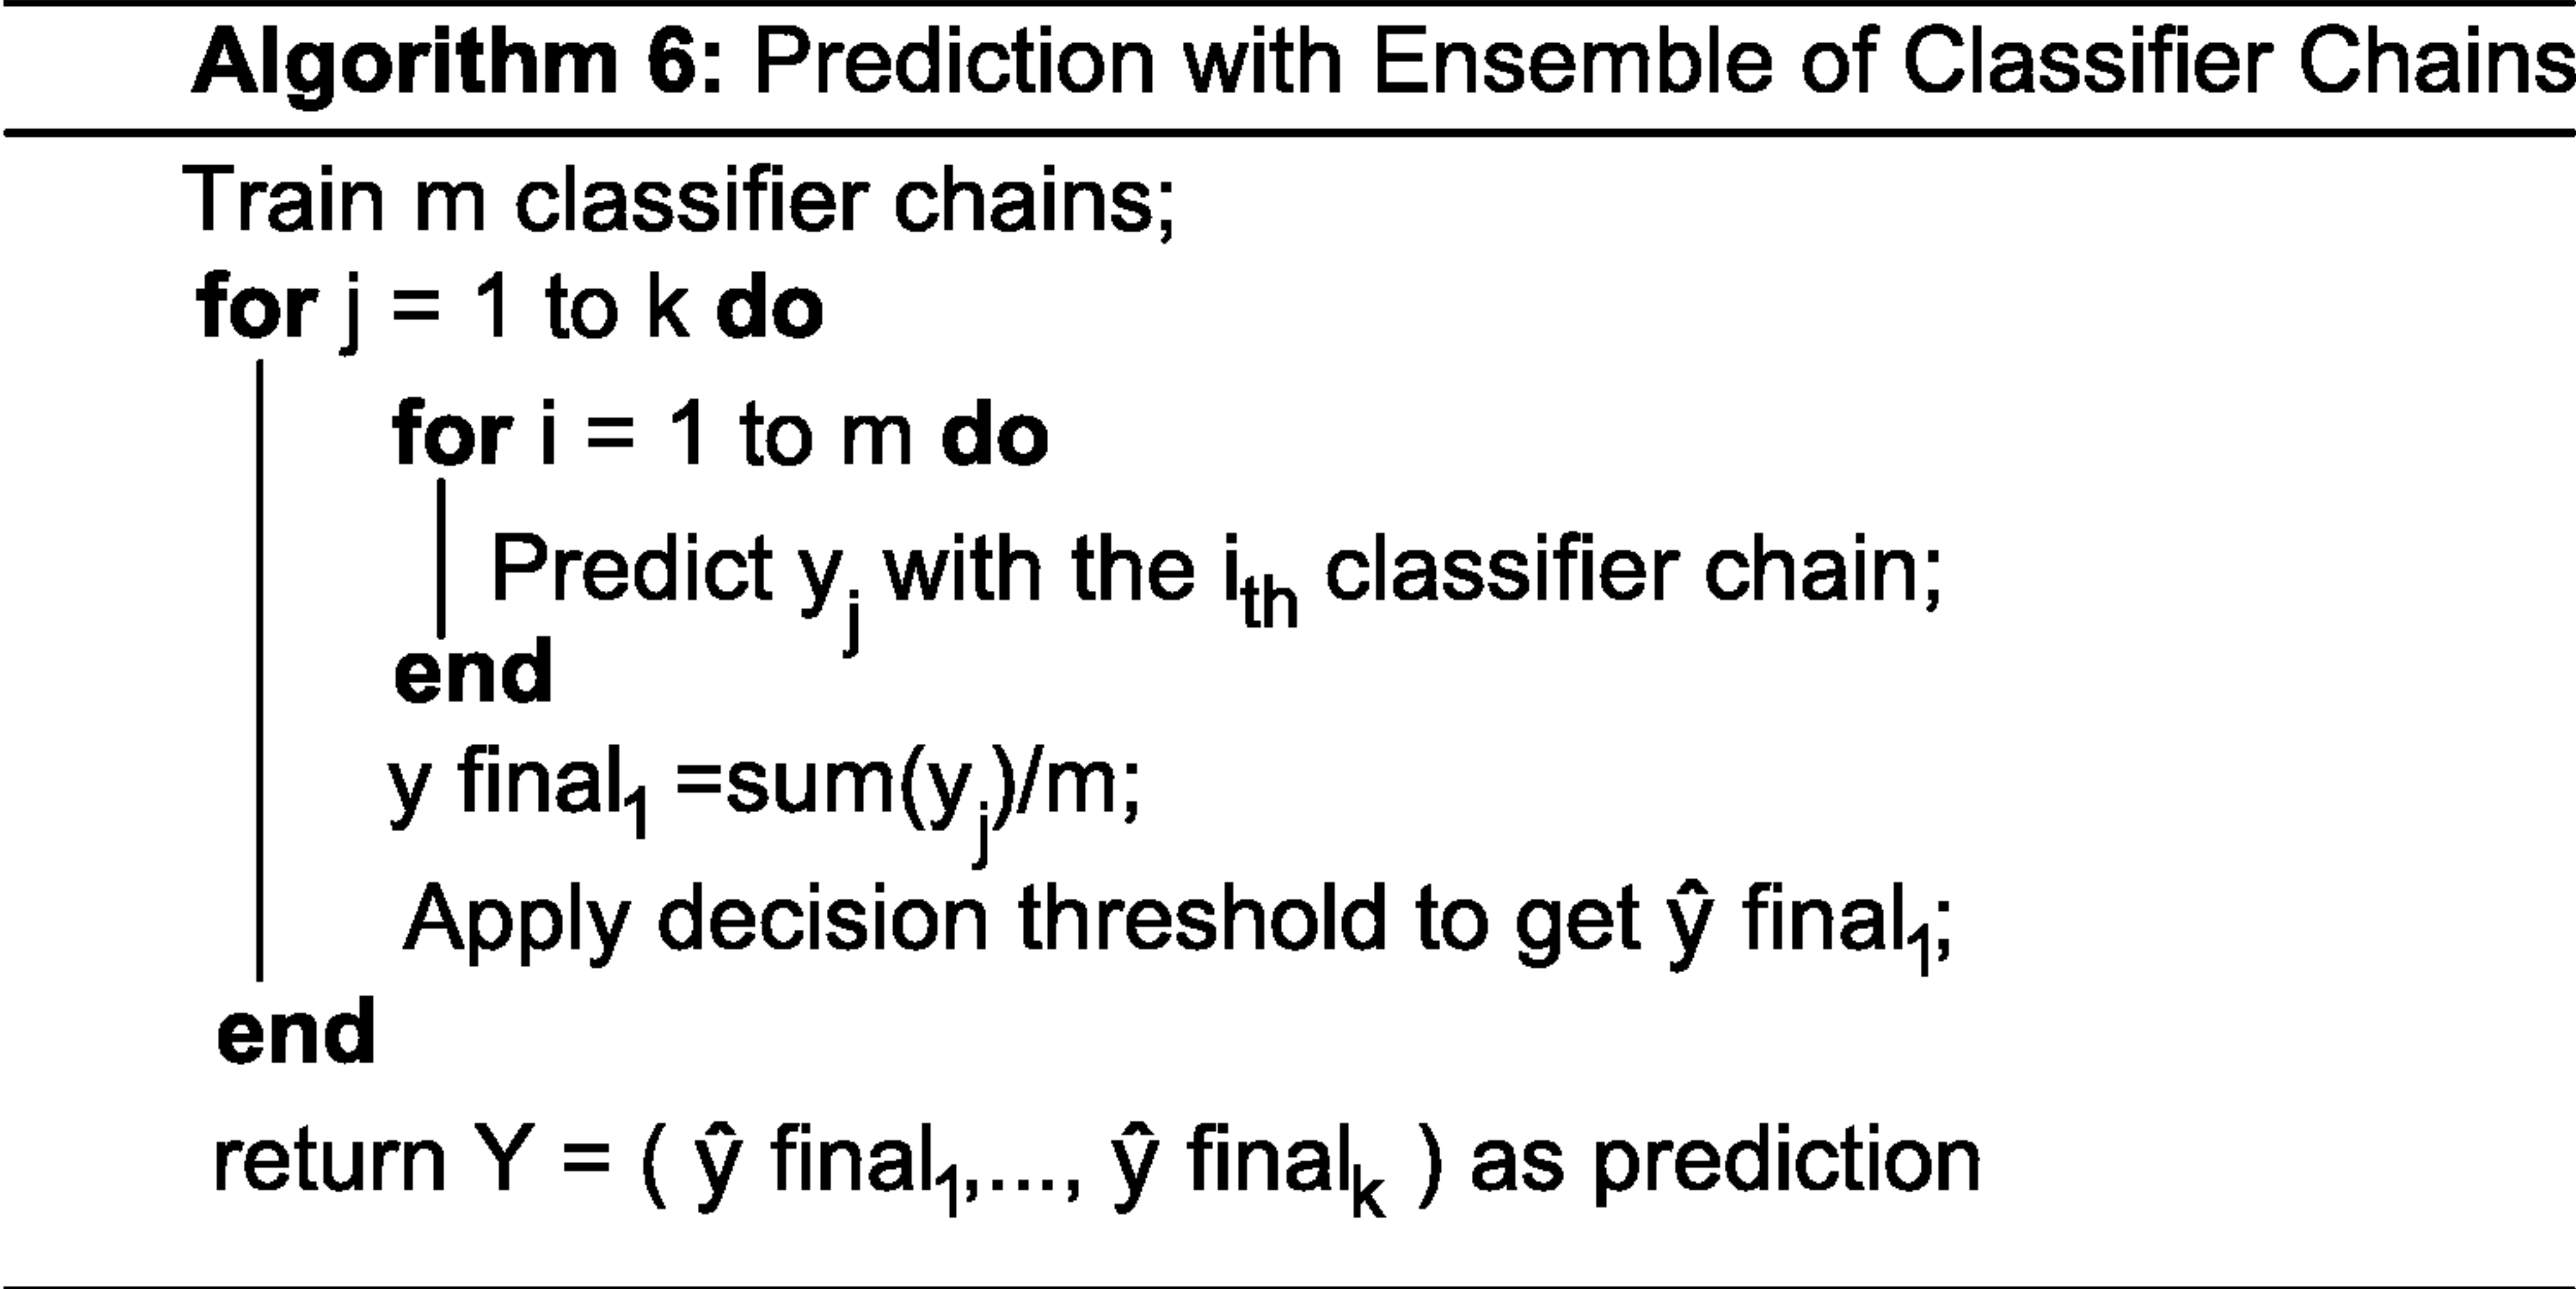 Algorithm 6: Prediction with Ensemble of Classifier Chains
Train m classifier chains;
for j = 1 to k do
for i = 1 to m do
Predict yⱼ with the i_th classifier chain;
end
y final₁ =sum(yⱼ)/m;
Apply decision threshold to get ŷ final₁;
end
return Y = ( ŷ final₁,..., ŷ finalₖ ) as prediction